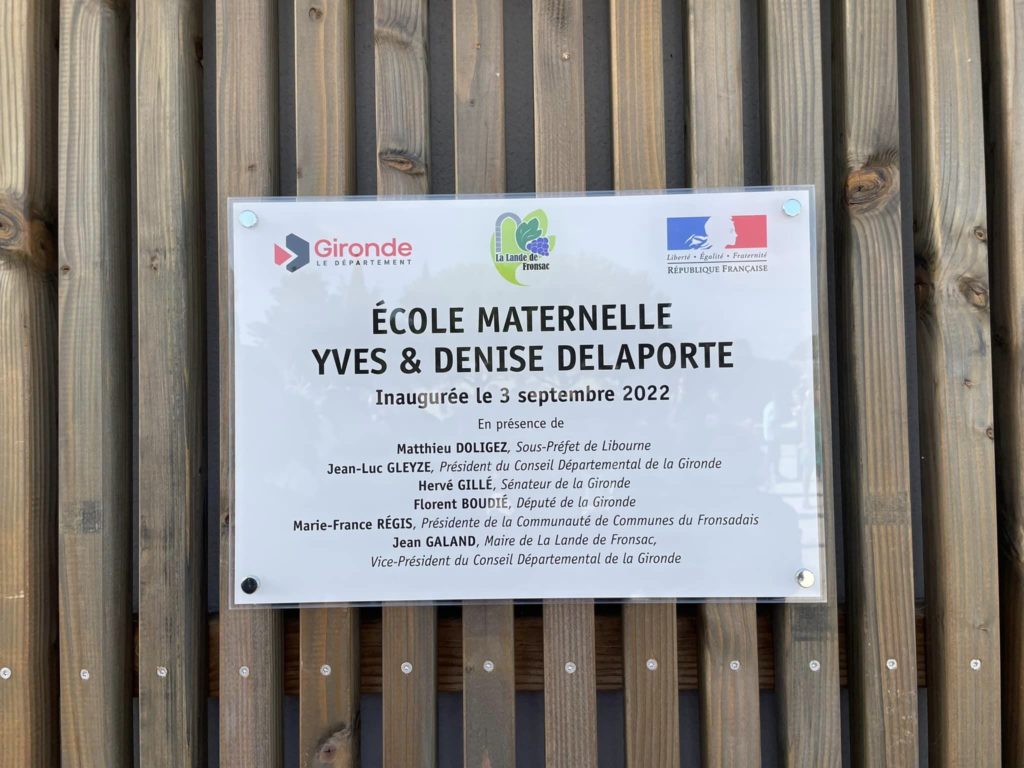 Gironde
LE DÉPARTEMENT
La Lande de
Fronsac
Liberté • Égalité • Fraternité
RÉPUBLIQUE FRANÇAISE
ÉCOLE MATERNELLE
YVES & DENISE DELAPORTE
Inaugurée le 3 septembre 2022
En présence de
Matthieu DOLIGEZ, Sous-Préfet de Libourne
Jean-Luc GLEYZE, Président du Conseil Départemental de la Gironde
Hervé GILLÉ, Sénateur de la Gironde
Florent BOUDIÉ, Député de la Gironde
Marie-France RÉGIS, Présidente de la Communauté de Communes du Fronsadais
Jean GALAND, Maire de La Lande de Fronsac,
Vice-Président du Conseil Départemental de la Gironde